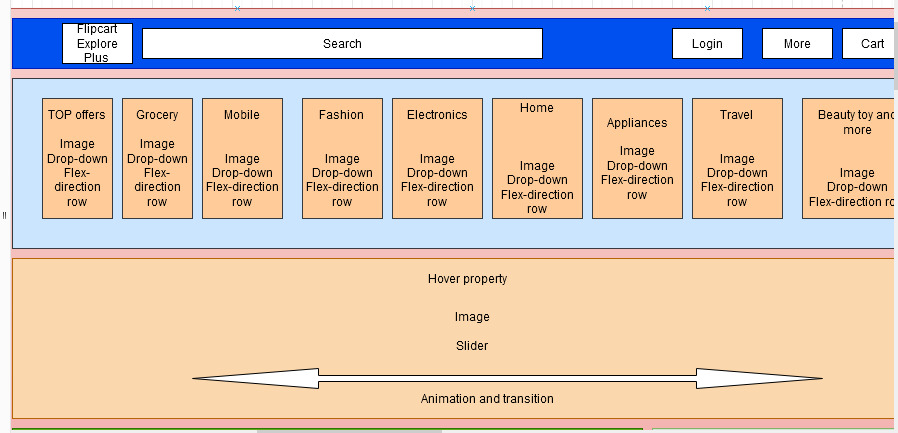 Flipcart
Explore
Plus
Search
Login
More
Cart
TOP offers
Image
Drop-down
Flex-
direction
row
Grocery
Image
Drop-down
Flex-
direction
row
Mobile
Image
Drop-down
Flex-direction
row
Fashion
Image
Drop-down
Flex-direction
row
Electronics
Image
Drop-down
Flex-direction
row
Home
Image
Drop-down
Flex-direction
row
Appliances
Image
Drop-down
Flex-direction
row
Travel
Image
Drop-down
Flex-direction
row
Beauty toy and
more
Image
Drop-down
Flex-direction ro
Hover property
Image
Slider
Animation and transition